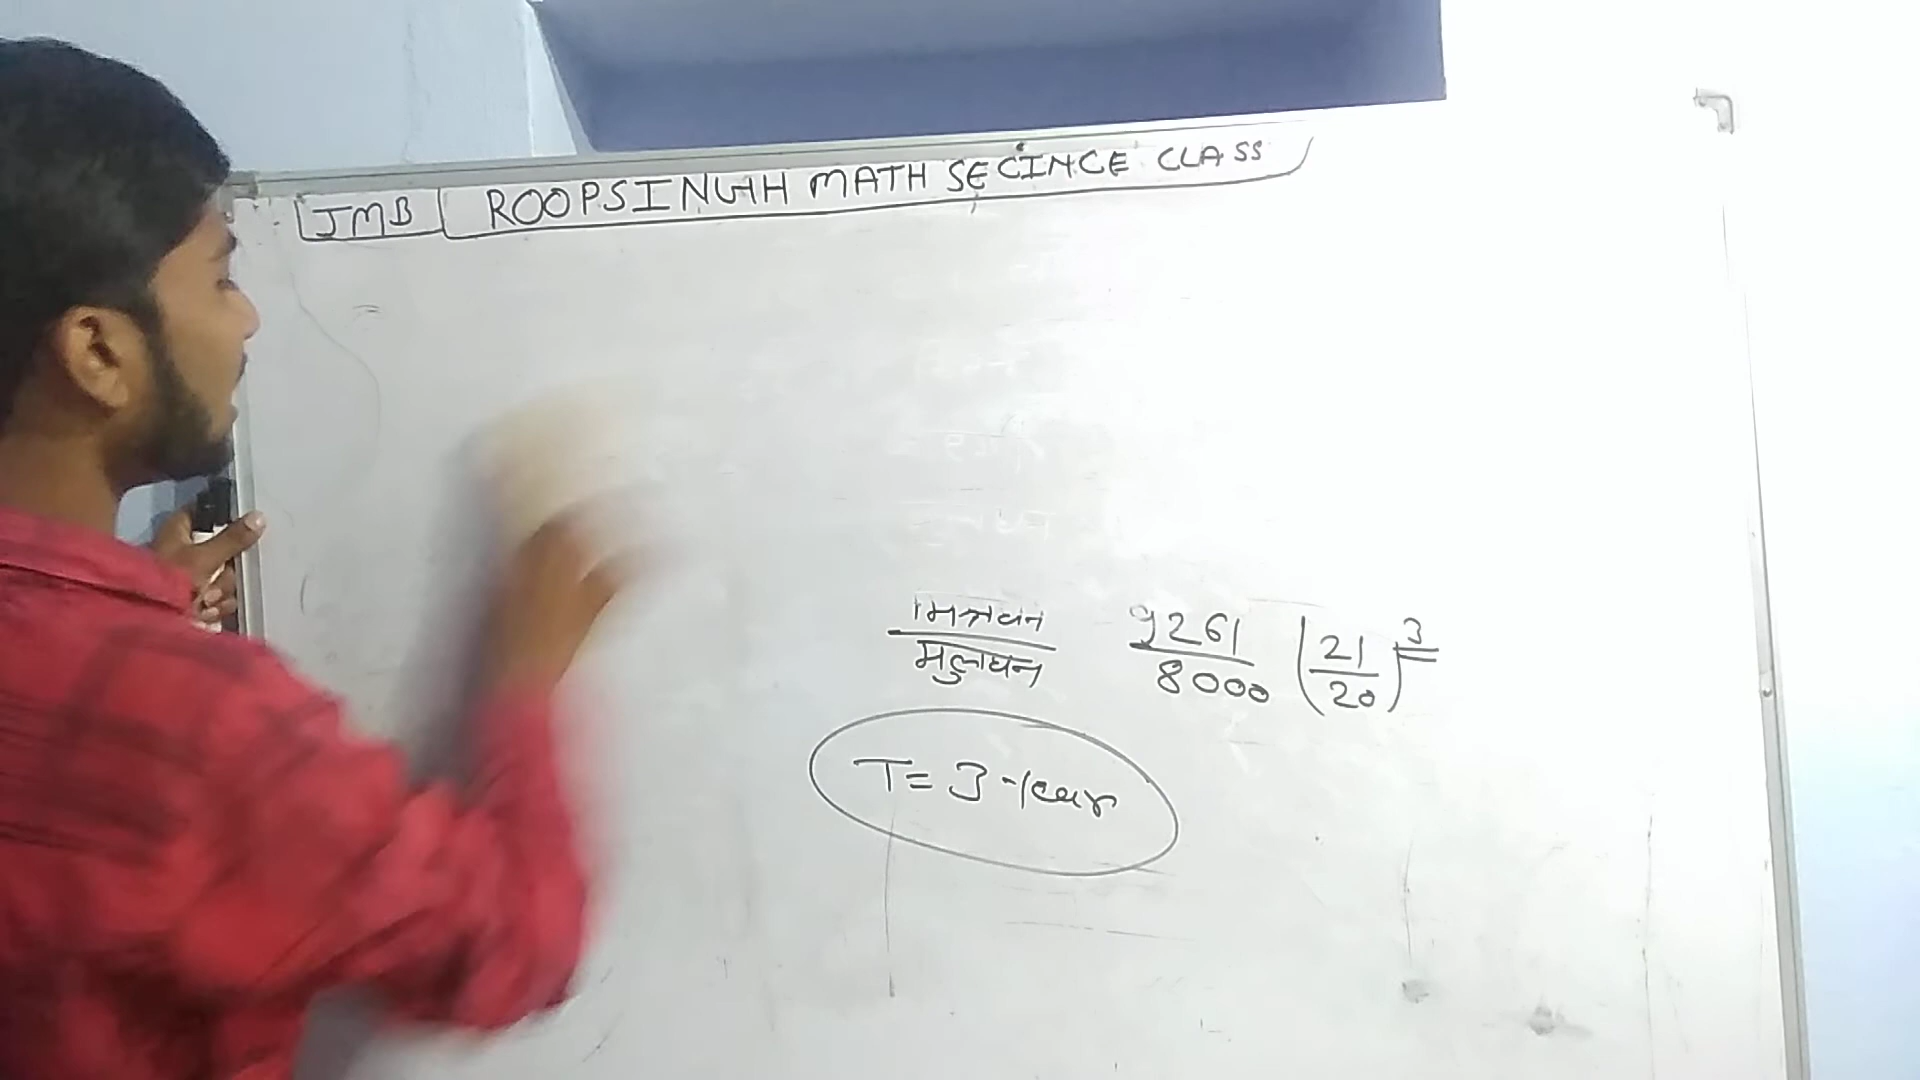 JMB ROOPSINGH MATH SECINCE CLASS
मिश्रधन 9261 (21)3
मुलधन 8000 20
T= 3 year